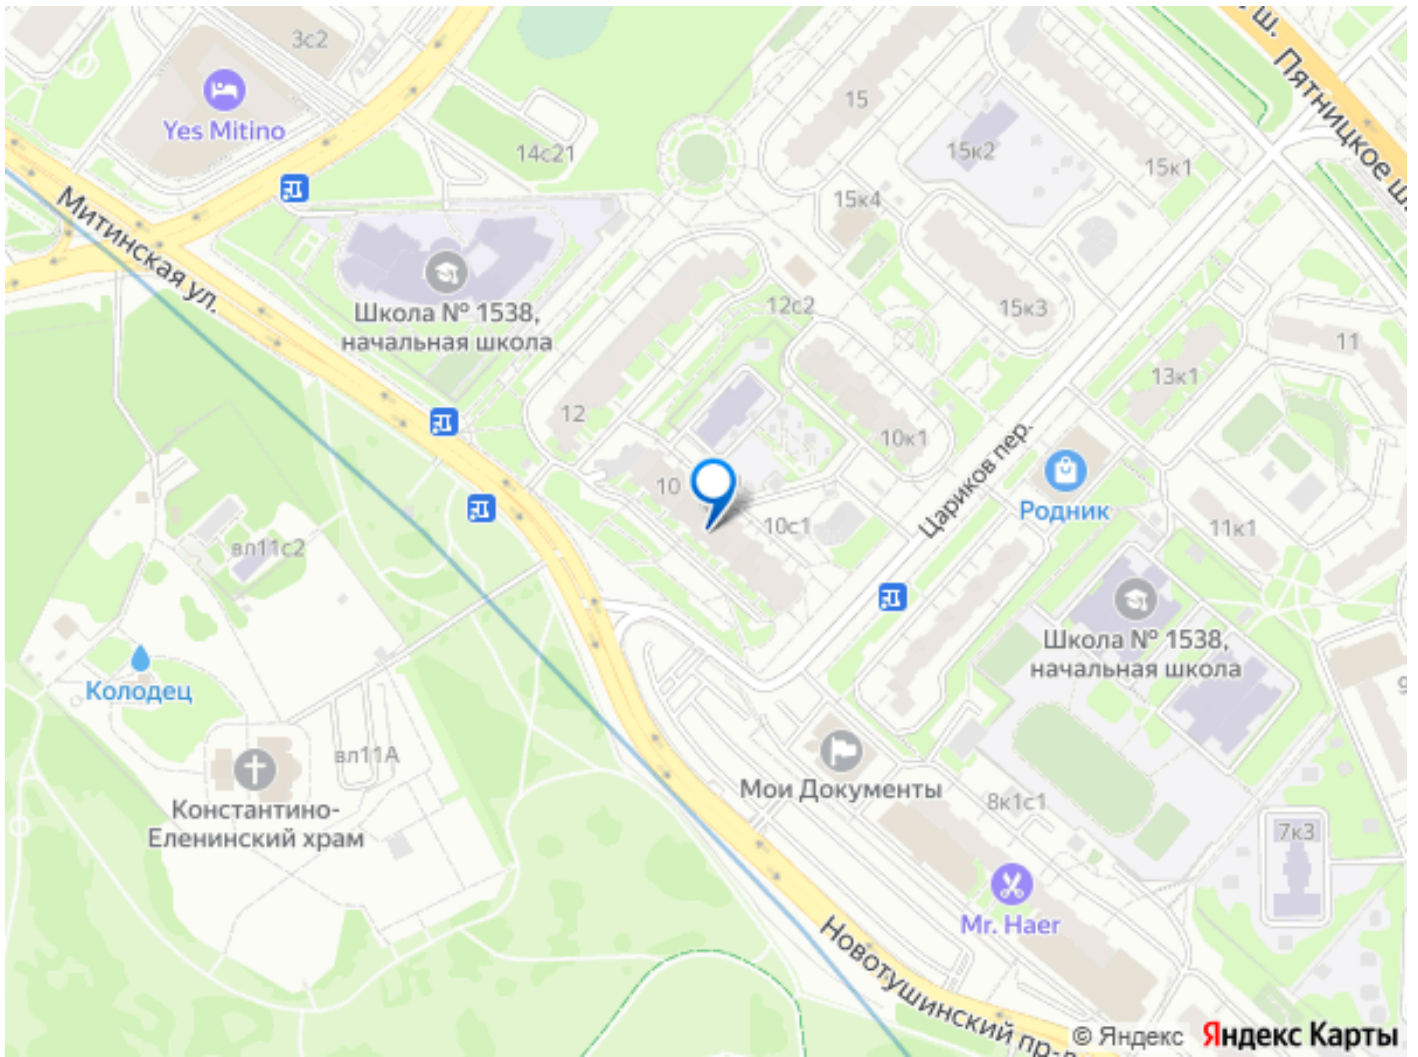 3с2
Ш.
Пятницкое ш.
Yes Mitino
14с21
15
15к2
15к1
15к4
Митинская ул.
Школа № 1538,
начальная школа
12с2
15к3
11
13к1
12
10к1
Цариков пер.
10
10с1
Родник
11к1
вл11с2
Школа № 1538,
начальная школа
Колодец
9
вл11А
Мои Документы
Константино-
Еленинский храм
8к1с1
7к3
Mr. Haer
Новотушинский пр-д
© Яндекс
Яндекс Карты